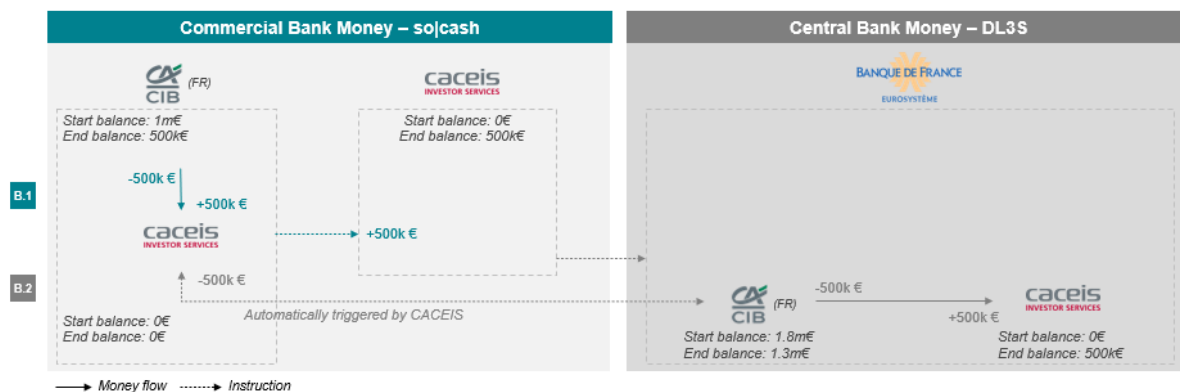 Commercial Bank Money – so|cash
Central Bank Money – DL3S
CA
CIB
(FR)
caceis
INVESTOR SERVICES
BANQUE DE FRANCE
EUROSYSTÈME
Start balance: 1m€
End balance: 500k€
Start balance: 0€
End balance: 500k€
B.1
-500k €
+500k €
caceis
INVESTOR SERVICES
+500k €
B.2
-500k €
Automatically triggered by CACEIS
Start balance: 0€
End balance: 0€
CA
CIB
(FR)
-500k €
+500k €
caceis
INVESTOR SERVICES
Start balance: 1.8m€
End balance: 1.3m€
Start balance: 0€
End balance: 500k€
Money flow
Instruction